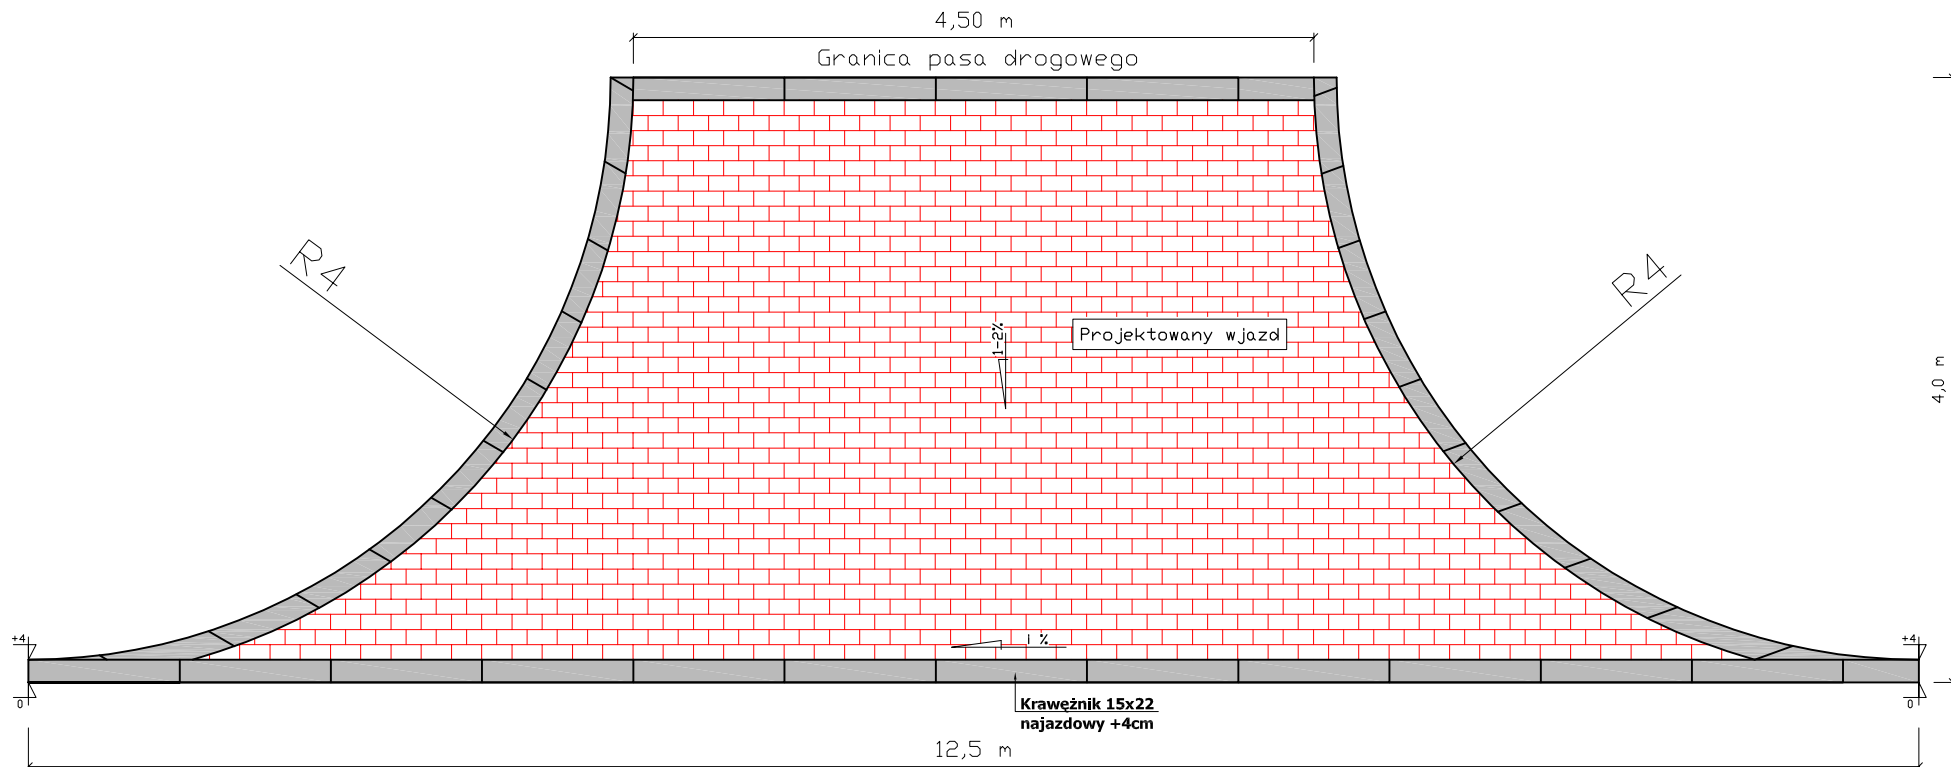 4,50 m
Granica pasa drogowego
R4
R4
1-2%
Projektowany wjazd
4,0 m
+4
i %
+4
0
Krawężnik 15x22
najazdowy +4cm
0
12,5 m